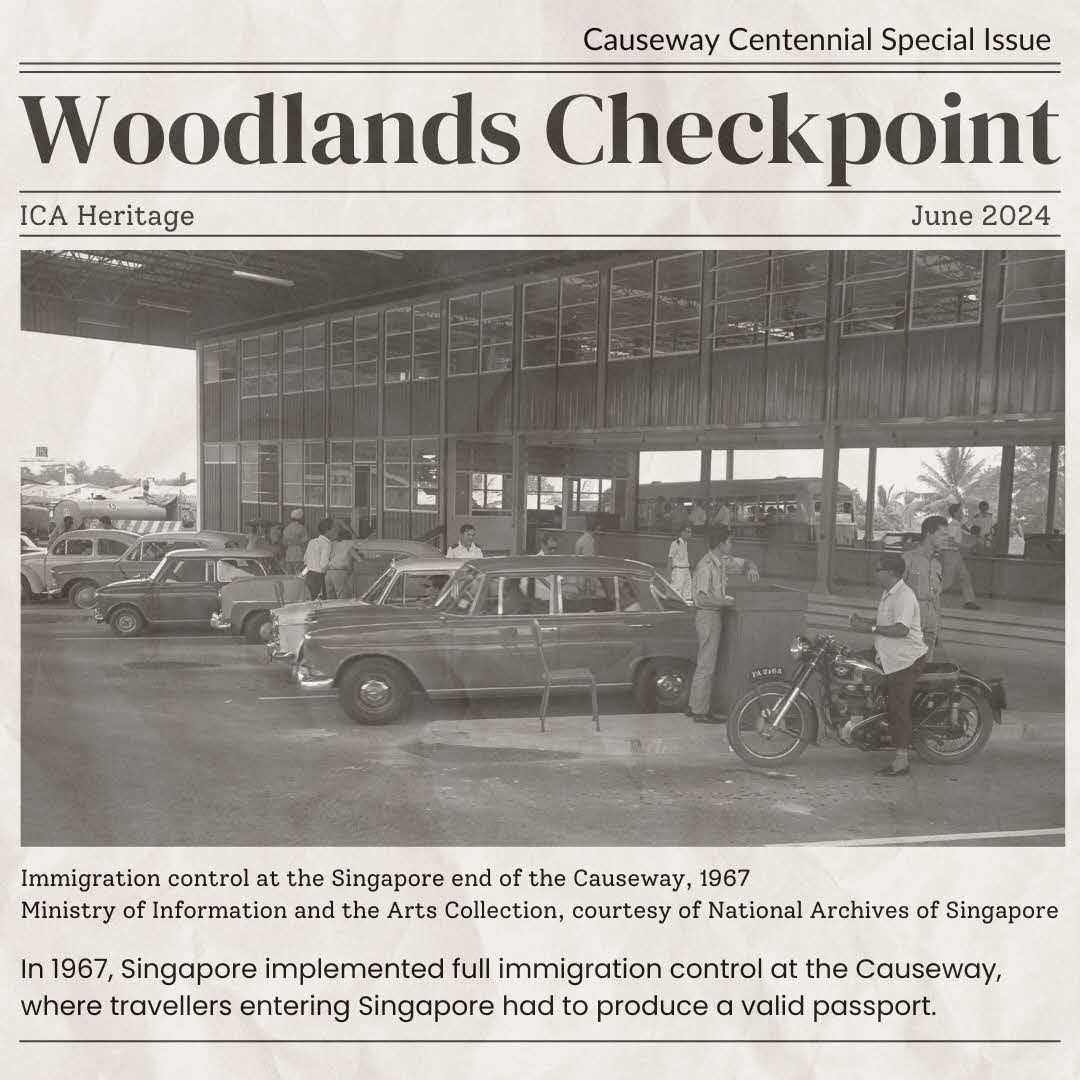 Causeway Centennial Special Issue
Woodlands Checkpoint
ICA Heritage
June 2024
Immigration control at the Singapore end of the Causeway, 1967
Ministry of Information and the Arts Collection, courtesy of National Archives of Singapore
In 1967, Singapore implemented full immigration control at the Causeway,
where travellers entering Singapore had to produce a valid passport.